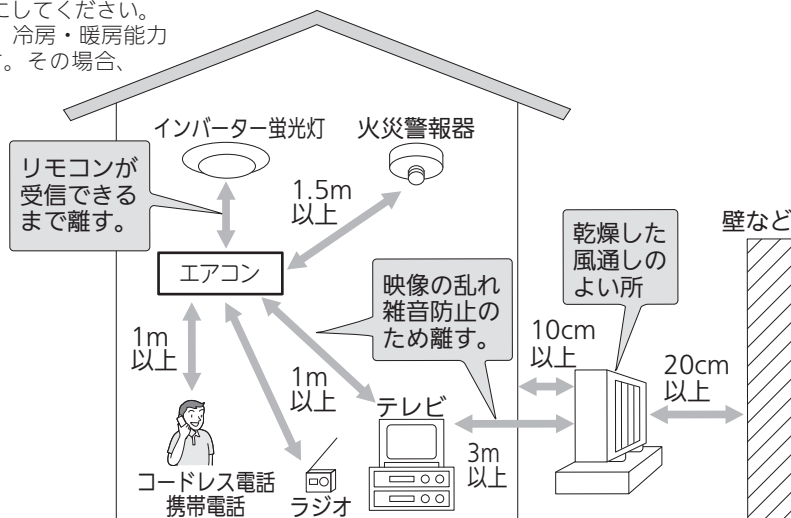 にしてください。
冷房・暖房能力
。その場合、
インバーター蛍光灯
火災警報器
リモコンが
受信できる
まで離す。
1.5m
以上
エアコン
映像の乱れ
雑音防止の
ため離す。
乾燥した
風通しの
よい所
壁など
1m
以上
1m
以上
10cm
以上
20cm
以上
テレビ
3m
以上
コードレス電話
携帯電話
ラジオ